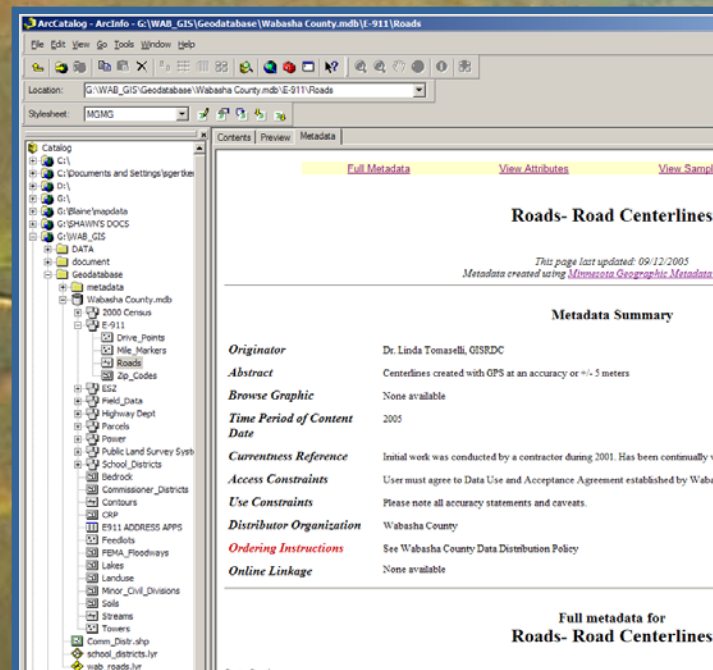 ArcCatalog - ArcInfo - G:\WAB_GIS\Geodatabase\Wabasha County.mdb\E-911\Roads
File Edit View Go Tools Window Help
Location: G:\WAB_GIS\Geodatabase\Wabasha County.mdb\E-911\Roads
Stylesheet: MGMG
Contents Preview Metadata
Catalog
C:\
C:\Documents and Settings\sgertken
D:\
G:\
G:\Blaine\mapdata
G:\SHAWN'S DOCS
G:\WAB_GIS
DATA
document
Geodatabase
metadata
Wabasha County.mdb
2000 Census
E-911
Drive_Points
Mile_Markers
Roads
Zip_Codes
ESZ
Field_Data
Highway Dept
Parcels
Power
Public Land Survey Syst
School_Districts
Bedrock
Commissioner_Districts
Contours
CRP
E911 ADDRESS APPS
Feedlots
FEMA_Floodways
Lakes
Landuse
Minor_Civil_Divisions
Soils
Streams
Towers
Comm_Distr.shp
school_districts.lyr
wab_roads.lyr
Full Metadata View Attributes View Sampl
Roads- Road Centerlines
This page last updated: 09/12/2005
Metadata created using Minnesota Geographic Metadata
Metadata Summary
Originator Dr. Linda Tomaselli, GISRDC
Abstract Centerlines created with GPS at an accuracy or +/- 5 meters
Browse Graphic None available
Time Period of Content 2005
Date
Currentness Reference Initial work was conducted by a contractor during 2001. Has been continually
Access Constraints User must agree to Data Use and Acceptance Agreement established by Waba
Use Constraints Please note all accuracy statements and caveats.
Distributor Organization Wabasha County
Ordering Instructions See Wabasha County Data Distribution Policy
Online Linkage None available
Full metadata for
Roads- Road Centerlines